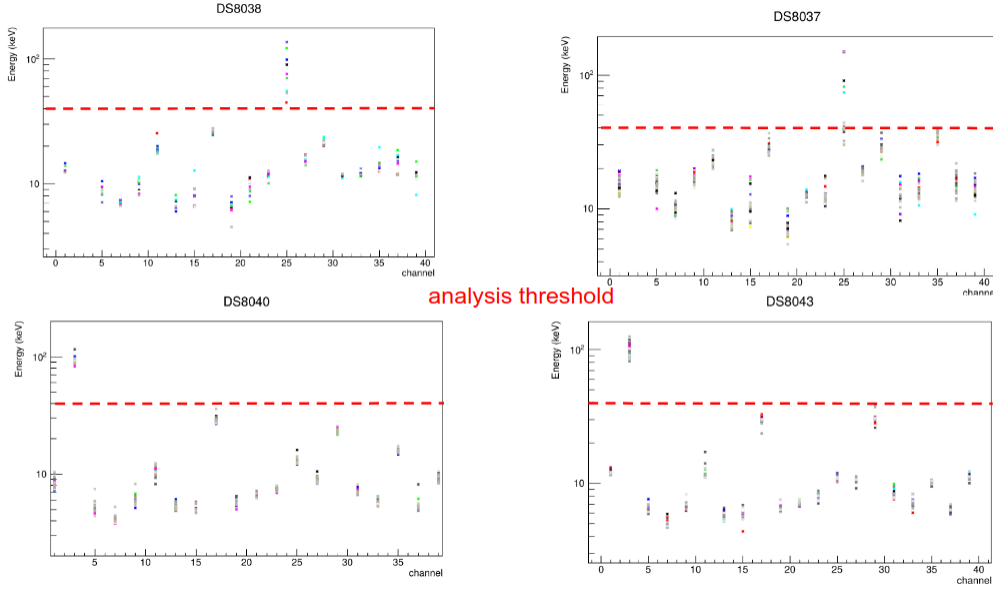 DS8038
DS8037
Energy (keV)
10²
10
0 5 10 15 20 25 30 35 40
channel
Energy (keV)
10²
10
0 5 10 15 20 25 30 35 40
channel
analysis threshold
DS8040
DS8043
Energy (keV)
10²
10
5 10 15 20 25 30 35
channel
Energy (keV)
10²
10
0 5 10 15 20 25 30 35 40
channel